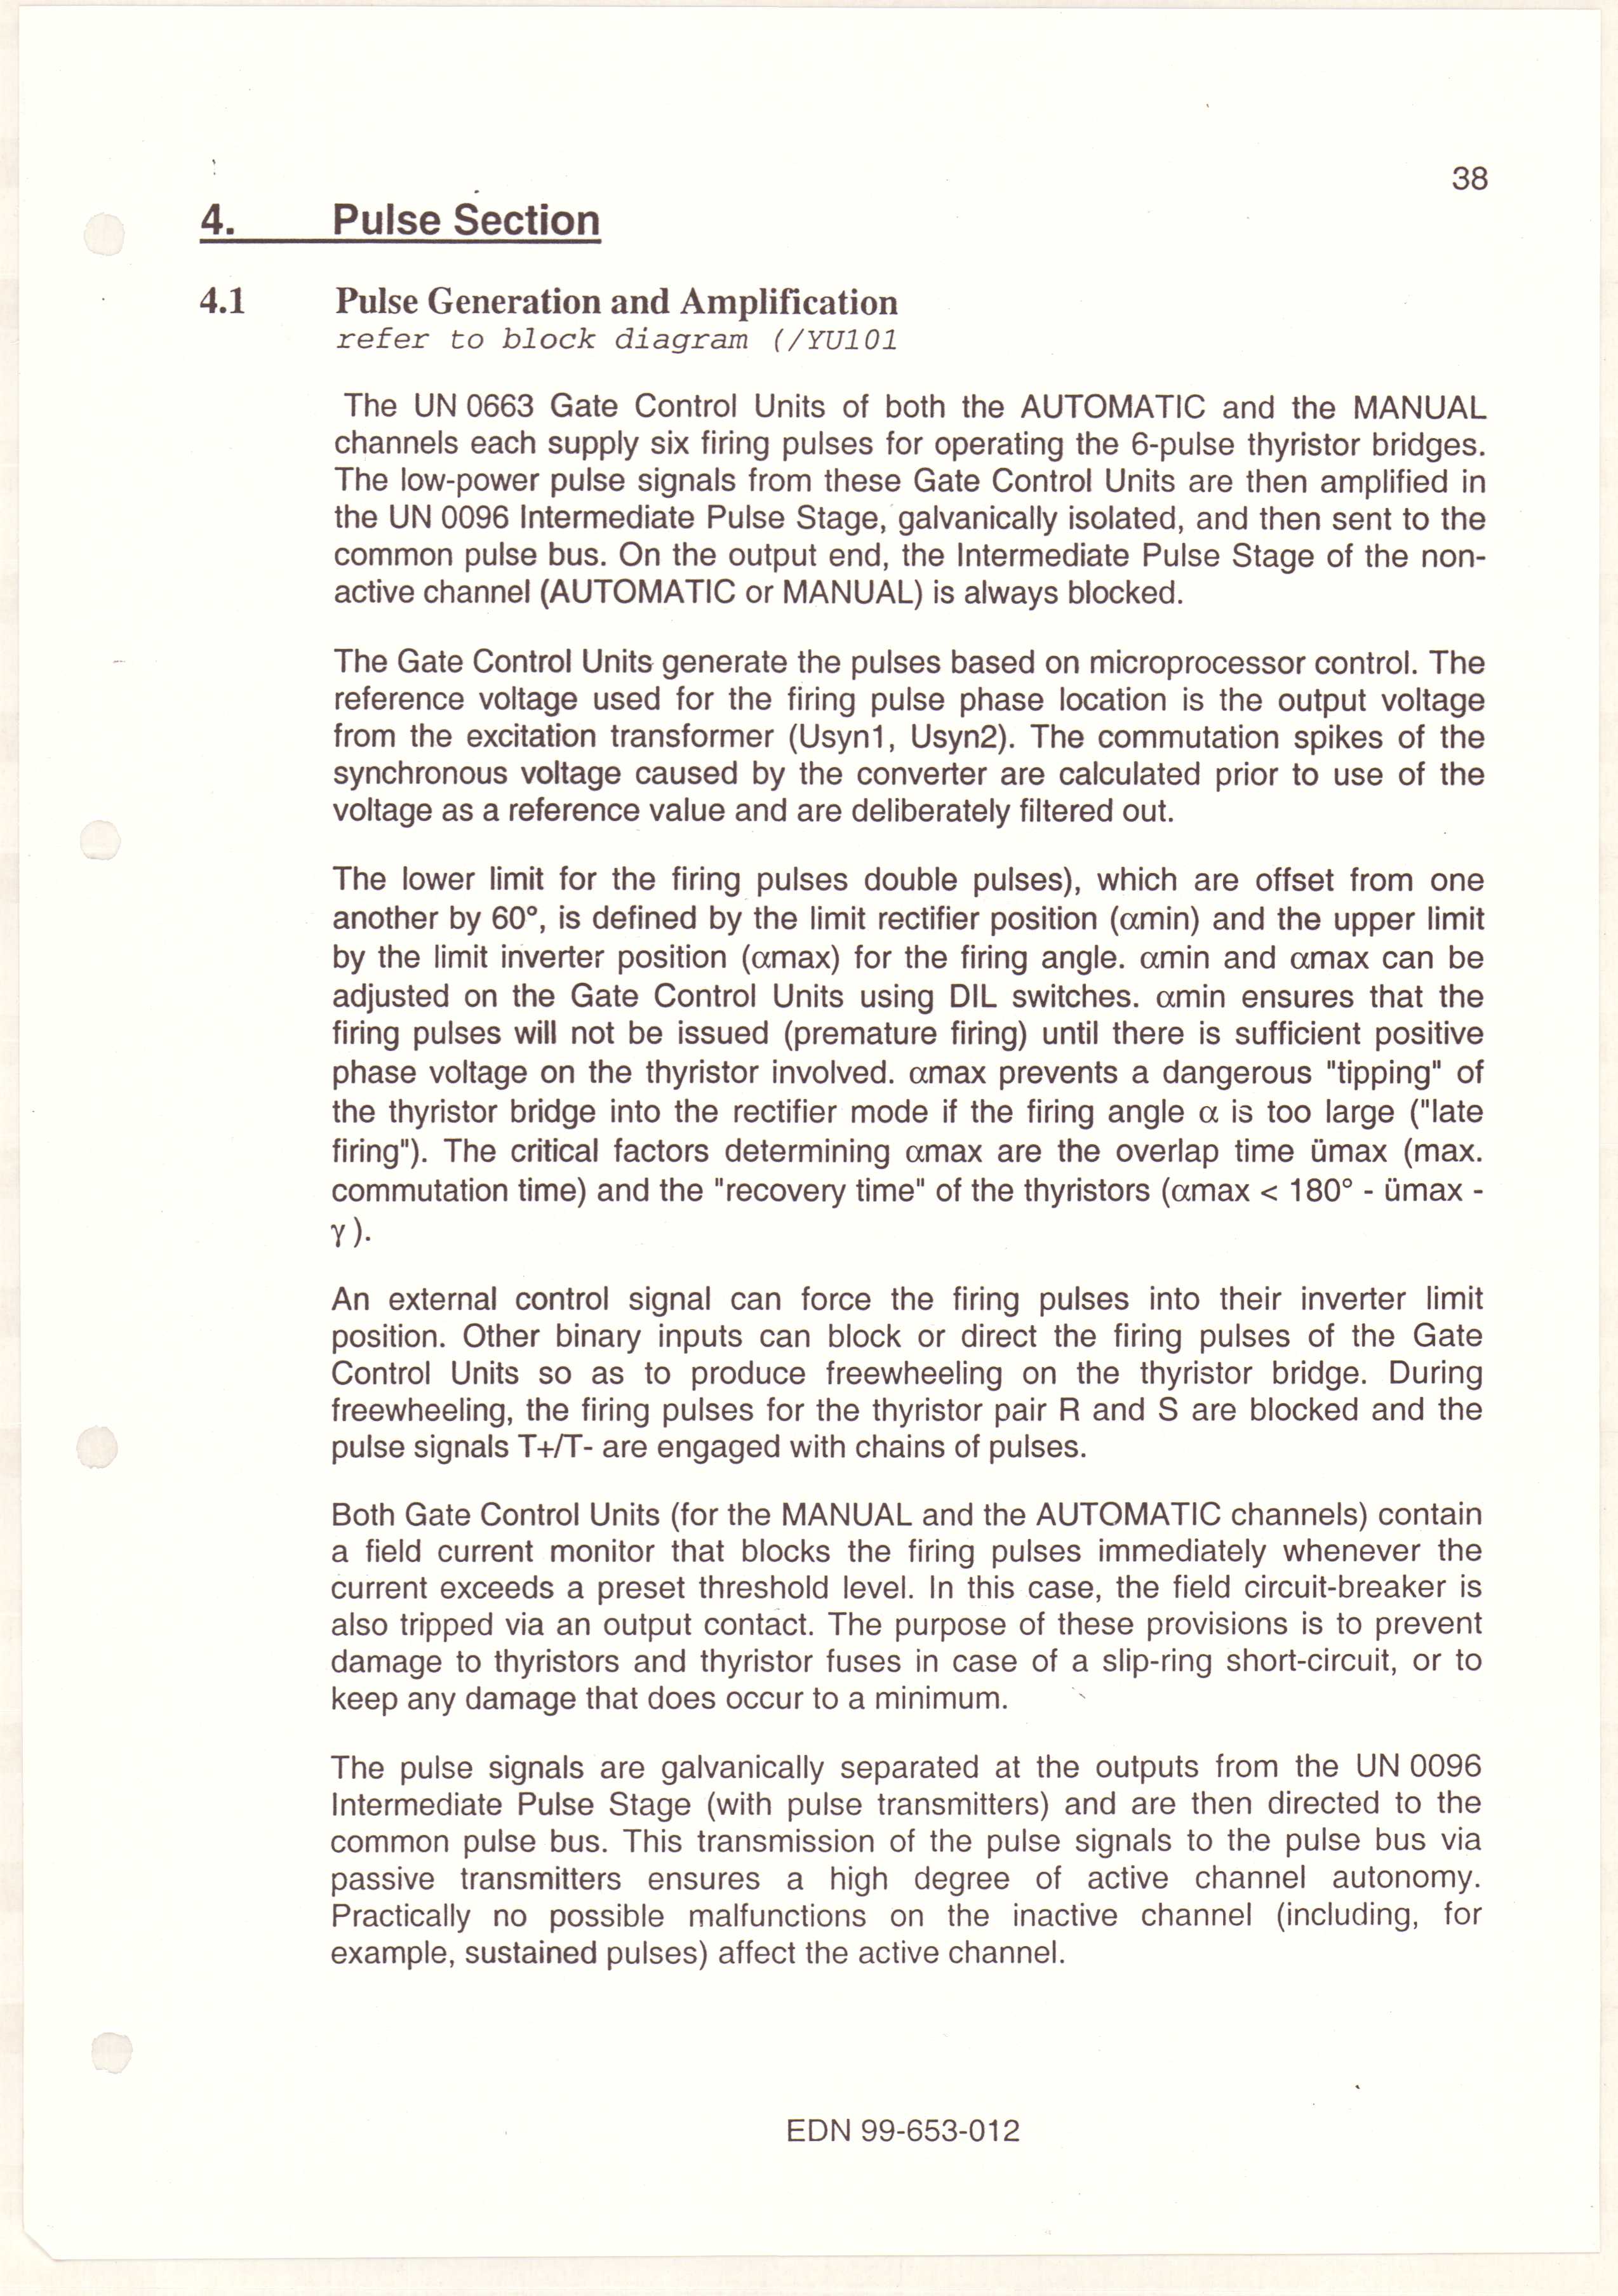 38
4. Pulse Section
4.1 Pulse Generation and Amplification
refer to block diagram (/YU101
The UN 0663 Gate Control Units of both the AUTOMATIC and the MANUAL
channels each supply six firing pulses for operating the 6-pulse thyristor bridges.
The low-power pulse signals from these Gate Control Units are then amplified in
the UN 0096 Intermediate Pulse Stage, galvanically isolated, and then sent to the
common pulse bus. On the output end, the Intermediate Pulse Stage of the non-
active channel (AUTOMATIC or MANUAL) is always blocked.
The Gate Control Units generate the pulses based on microprocessor control. The
reference voltage used for the firing pulse phase location is the output voltage
from the excitation transformer (Usyn1, Usyn2). The commutation spikes of the
synchronous voltage caused by the converter are calculated prior to use of the
voltage as a reference value and are deliberately filtered out.
The lower limit for the firing pulses double pulses), which are offset from one
another by 60°, is defined by the limit rectifier position (αmin) and the upper limit
by the limit inverter position (αmax) for the firing angle. αmin and αmax can be
adjusted on the Gate Control Units using DIL switches. αmin ensures that the
firing pulses will not be issued (premature firing) until there is sufficient positive
phase voltage on the thyristor involved. αmax prevents a dangerous "tipping" of
the thyristor bridge into the rectifier mode if the firing angle α is too large ("late
firing"). The critical factors determining αmax are the overlap time ümax (max.
commutation time) and the "recovery time" of the thyristors (αmax < 180° - ümax -
γ ).
An external control signal can force the firing pulses into their inverter limit
position. Other binary inputs can block or direct the firing pulses of the Gate
Control Units so as to produce freewheeling on the thyristor bridge. During
freewheeling, the firing pulses for the thyristor pair R and S are blocked and the
pulse signals T+/T- are engaged with chains of pulses.
Both Gate Control Units (for the MANUAL and the AUTOMATIC channels) contain
a field current monitor that blocks the firing pulses immediately whenever the
current exceeds a preset threshold level. In this case, the field circuit-breaker is
also tripped via an output contact. The purpose of these provisions is to prevent
damage to thyristors and thyristor fuses in case of a slip-ring short-circuit, or to
keep any damage that does occur to a minimum.
The pulse signals are galvanically separated at the outputs from the UN 0096
Intermediate Pulse Stage (with pulse transmitters) and are then directed to the
common pulse bus. This transmission of the pulse signals to the pulse bus via
passive transmitters ensures a high degree of active channel autonomy.
Practically no possible malfunctions on the inactive channel (including, for
example, sustained pulses) affect the active channel.
EDN 99-653-012